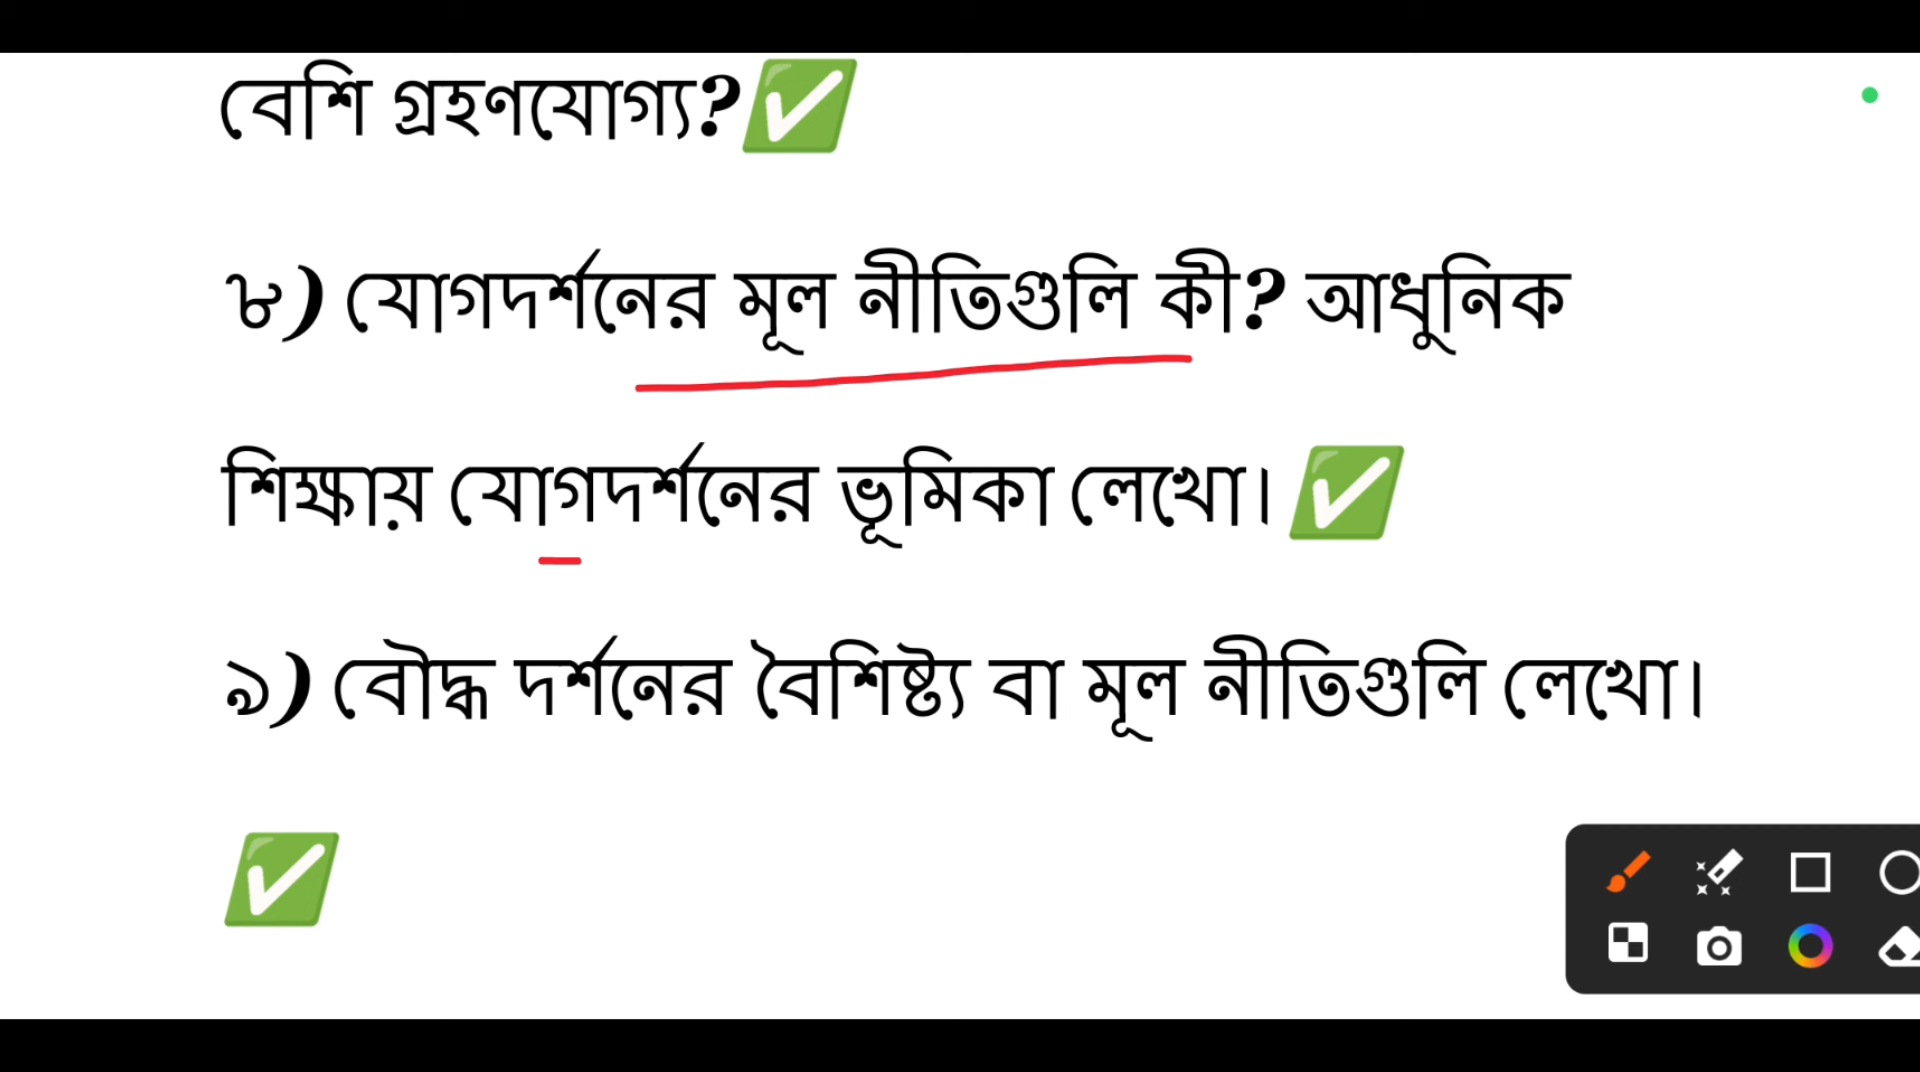 বেশি গ্রহণযোগ্য?✅
৮) যোগদর্শনের মূল নীতিগুলি কী? আধুনিক
শিক্ষায় যোগদর্শনের ভূমিকা লেখো। ✅
৯) বৌদ্ধ দর্শনের বৈশিষ্ট্য বা মূল নীতিগুলি লেখো।
✅